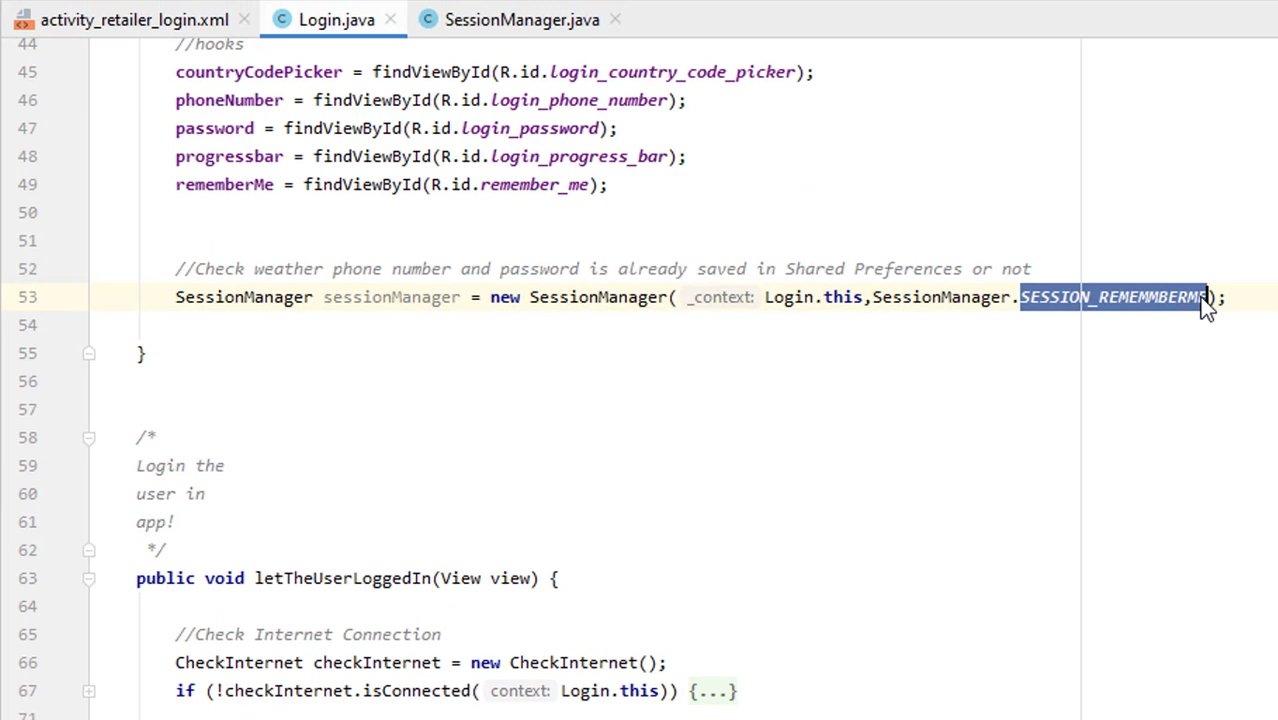 activity_retailer_login.xml Login.java SessionManager.java
44 //hooks
45 countryCodePicker = findViewById(R.id.login_country_code_picker);
46 phoneNumber = findViewById(R.id.login_phone_number);
47 password = findViewById(R.id.login_password);
48 progressbar = findViewById(R.id.login_progress_bar);
49 rememberMe = findViewById(R.id.remember_me);
50
51
52 //Check weather phone number and password is already saved in Shared Preferences or not
53 SessionManager sessionManager = new SessionManager( _context: Login.this,SessionManager.SESSION_REMEMMBERME);
54
55 }
56
57
58 /*
59 Login the
60 user in
61 app!
62 */
63 public void letTheUserLoggedIn(View view) {
64
65 //Check Internet Connection
66 CheckInternet checkInternet = new CheckInternet();
67 if (!checkInternet.isConnected( context: Login.this)) {...}
71